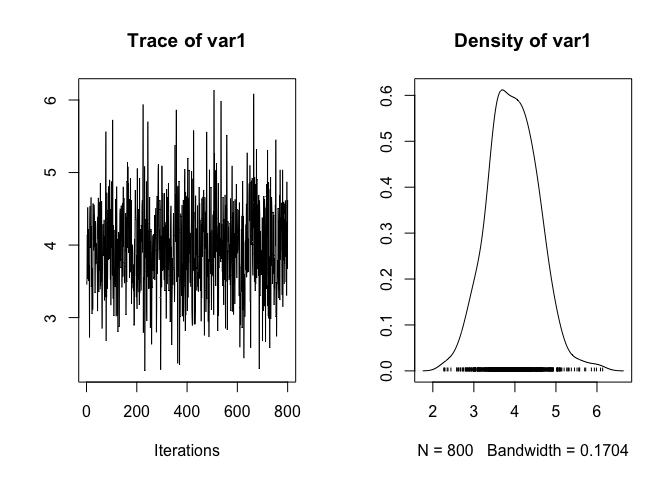 Trace of var1
6
5
4
3
0 200 400 600 800
Iterations
Density of var1
0.6
0.5
0.4
0.3
0.2
0.1
0.0
2 3 4 5 6
N = 800 Bandwidth = 0.1704